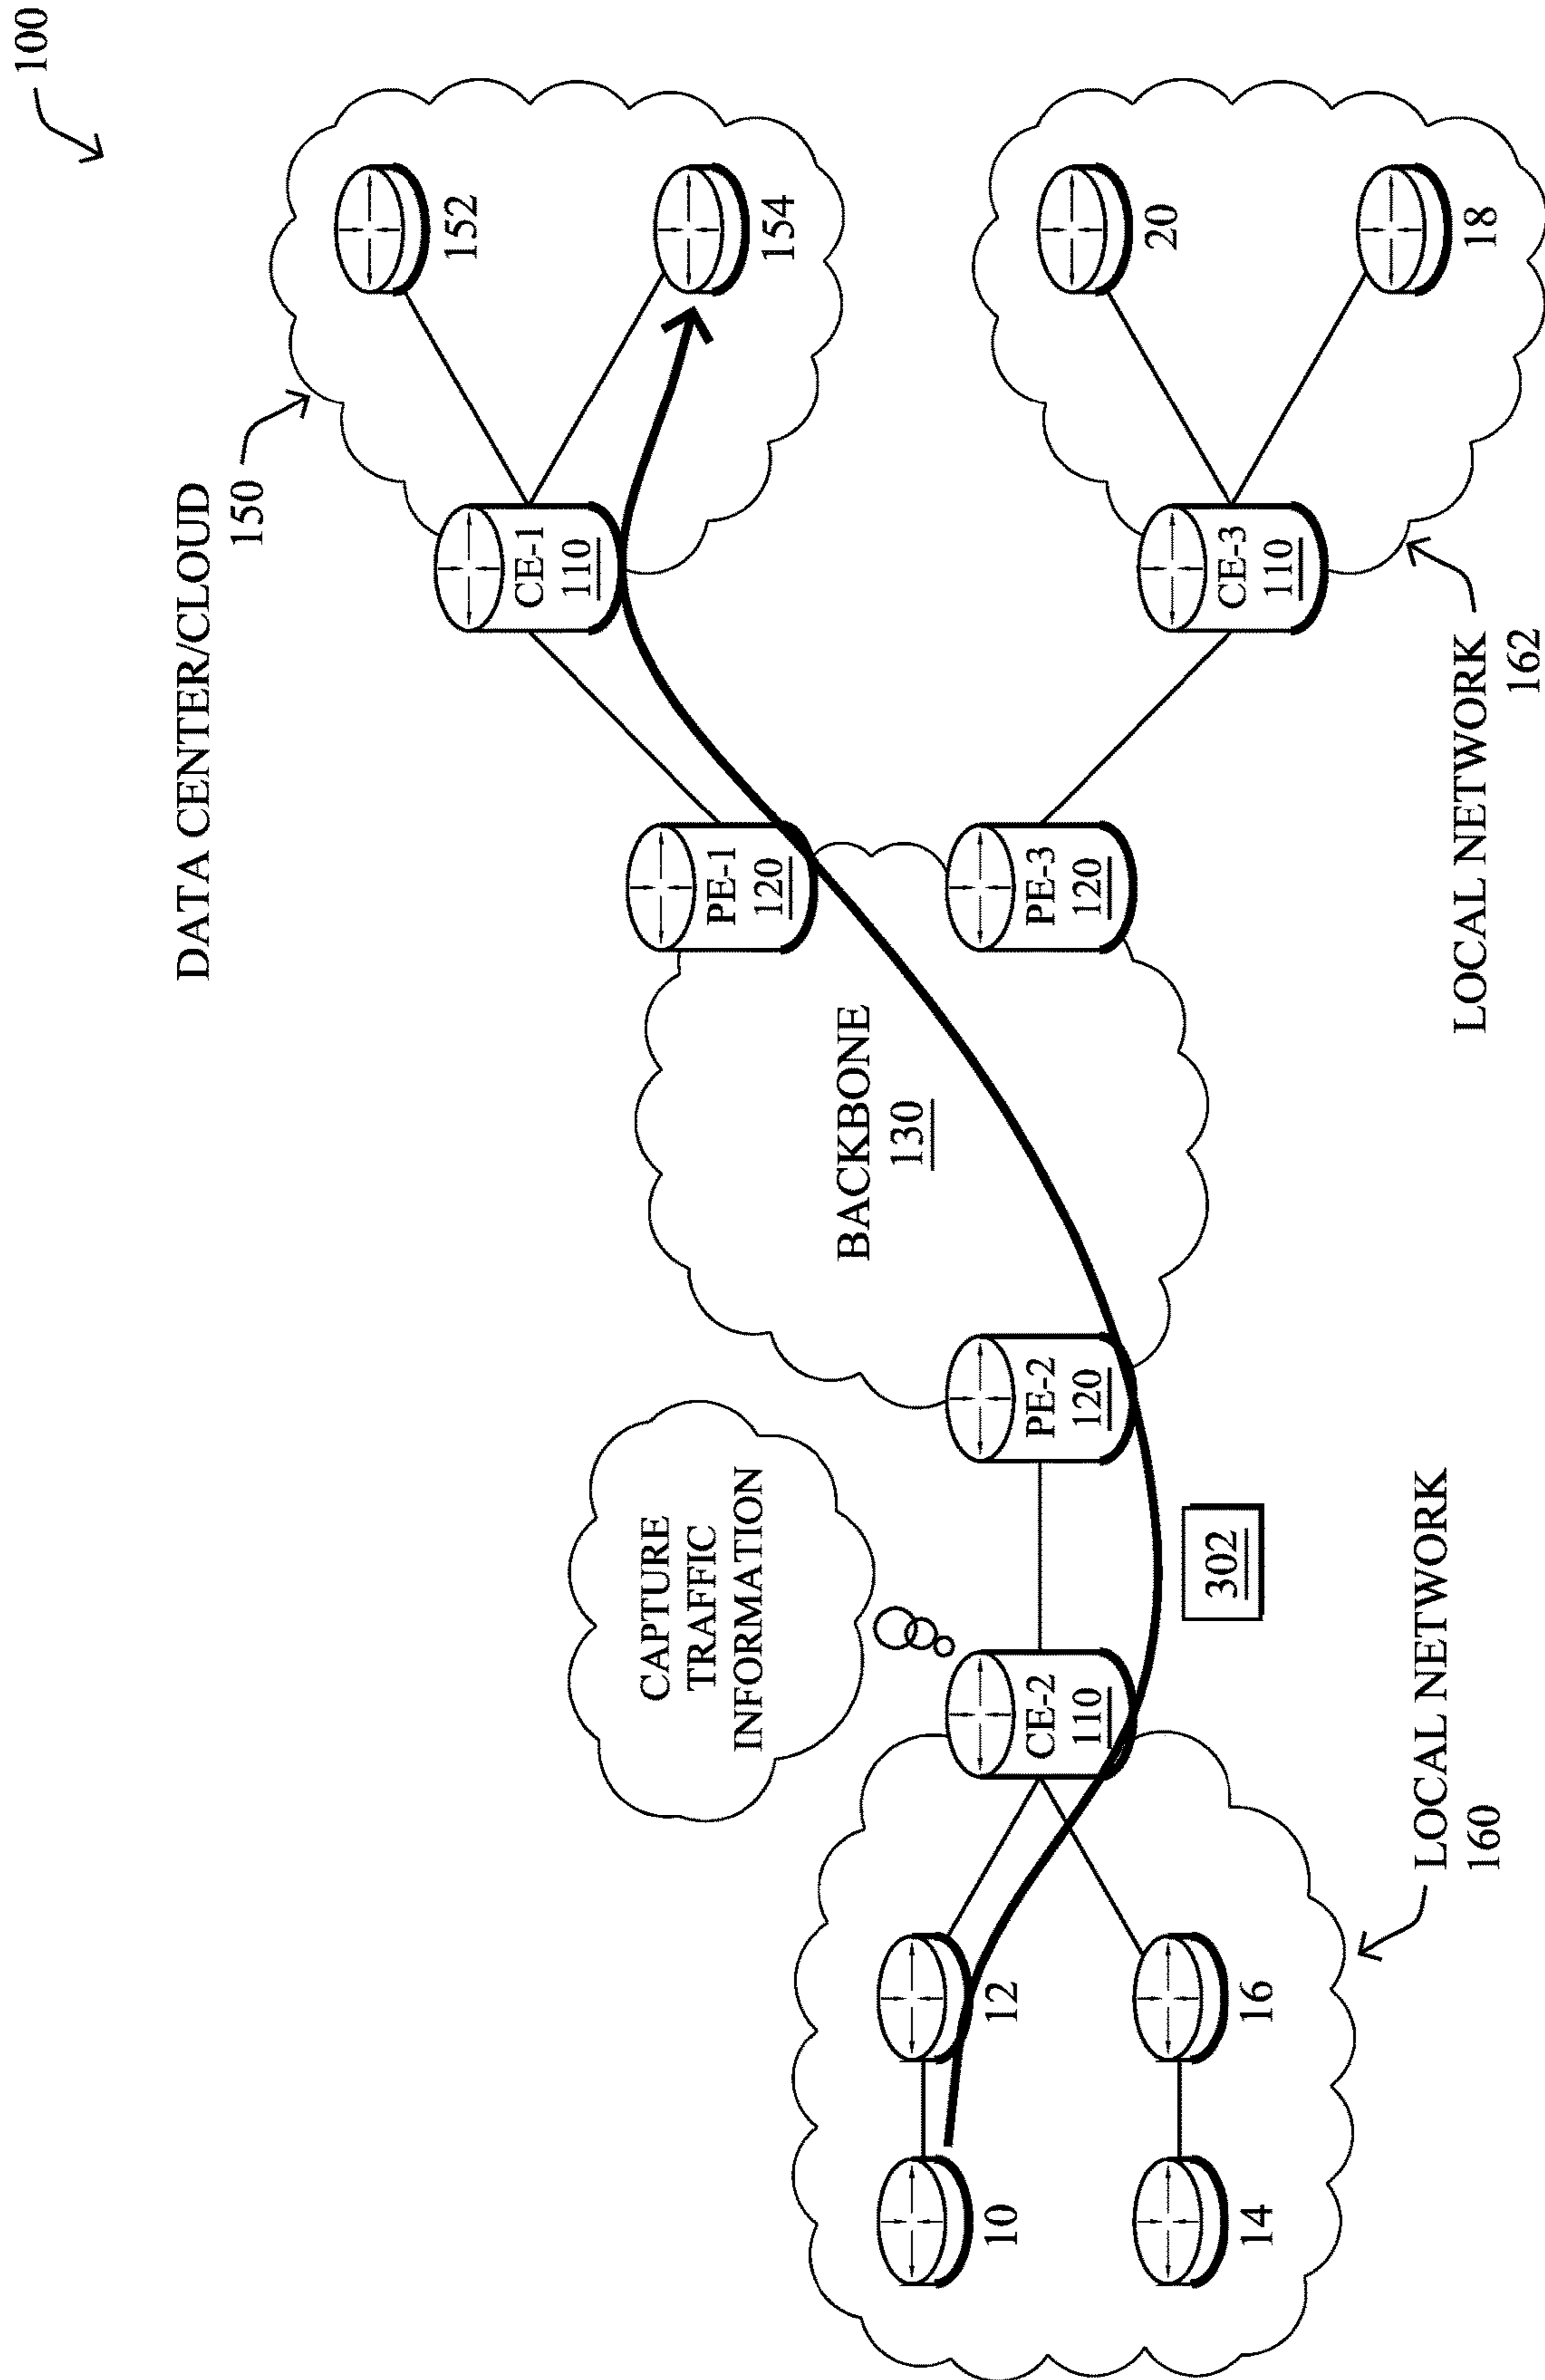 100
DATA CENTER/CLOUD
150
152
154
CE-1
110
PE-1
120
BACKBONE
130
PE-3
120
CE-3
110
20
18
LOCAL NETWORK
162
CAPTURE
TRAFFIC
INFORMATION
PE-2
120
302
CE-2
110
12
10
16
14
LOCAL NETWORK
160